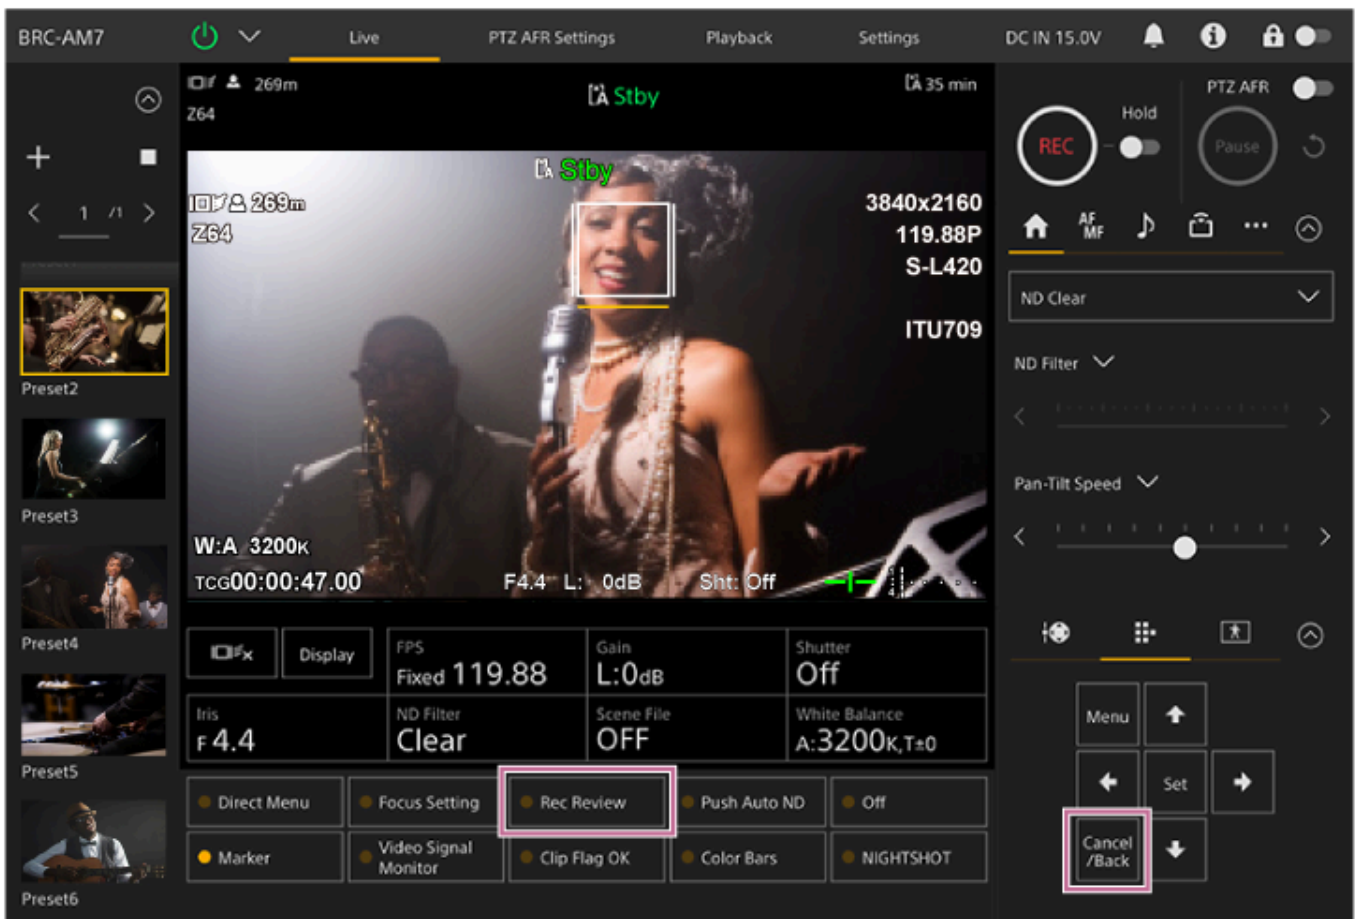 BRC-AM7
Live
PTZ AFR Settings
Playback
Settings
DC IN 15.0V
269m
Z64
Stby
35 min
PTZ AFR
REC
Hold
Pause
1 /1
Stby
269m
Z64
3840x2160
119.88P
S-L420
ITU709
W:A 3200K
TCG00:00:47.00
F4.4 L: 0dB
Sht: Off
Preset2
Preset3
Preset4
Preset5
Preset6
AF
MF
ND Clear
ND Filter
Pan-Tilt Speed
Display
FPS
Fixed 119.88
Gain
L:0dB
Shutter
Off
Iris
F 4.4
ND Filter
Clear
Scene File
OFF
White Balance
A:3200K,T±0
Direct Menu
Focus Setting
Rec Review
Push Auto ND
Off
Marker
Video Signal
Monitor
Clip Flag OK
Color Bars
NIGHTSHOT
Menu
Set
Cancel
/Back